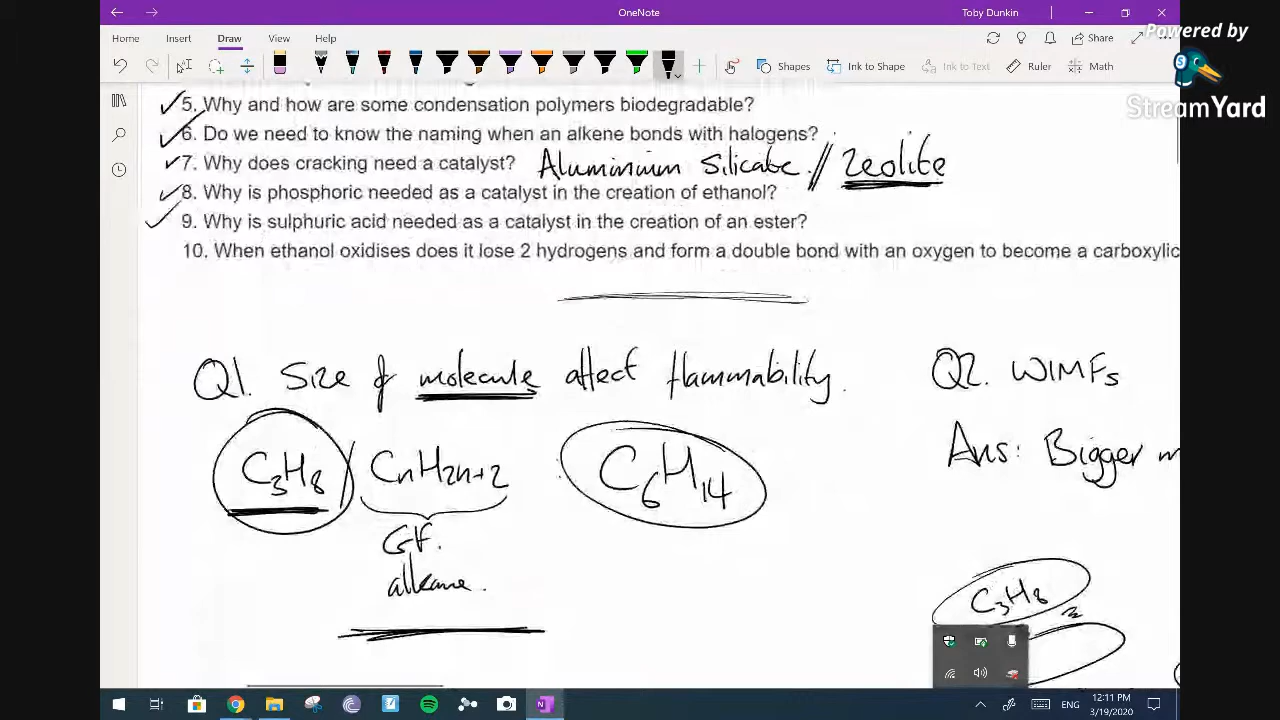 OneNote
Toby Dunkin
Powered by
StreamYard
Home Insert Draw View Help
Share
Shapes Ink to Shape Ink to Text Ruler Math
5. Why and how are some condensation polymers biodegradable?
6. Do we need to know the naming when an alkene bonds with halogens?
7. Why does cracking need a catalyst? Aluminium Silicate // Zeolite
8. Why is phosphoric needed as a catalyst in the creation of ethanol?
9. Why is sulphuric acid needed as a catalyst in the creation of an ester?
10. When ethanol oxidises does it lose 2 hydrogens and form a double bond with an oxygen to become a carboxylic
Q1. Size of molecule affect flammability.
Q2. WIMFs
Ans: Bigger m
C3H8 / CnH2n+2 C6H14
GF.
alkane.
C3H8
ENG
12:11 PM
3/19/2020